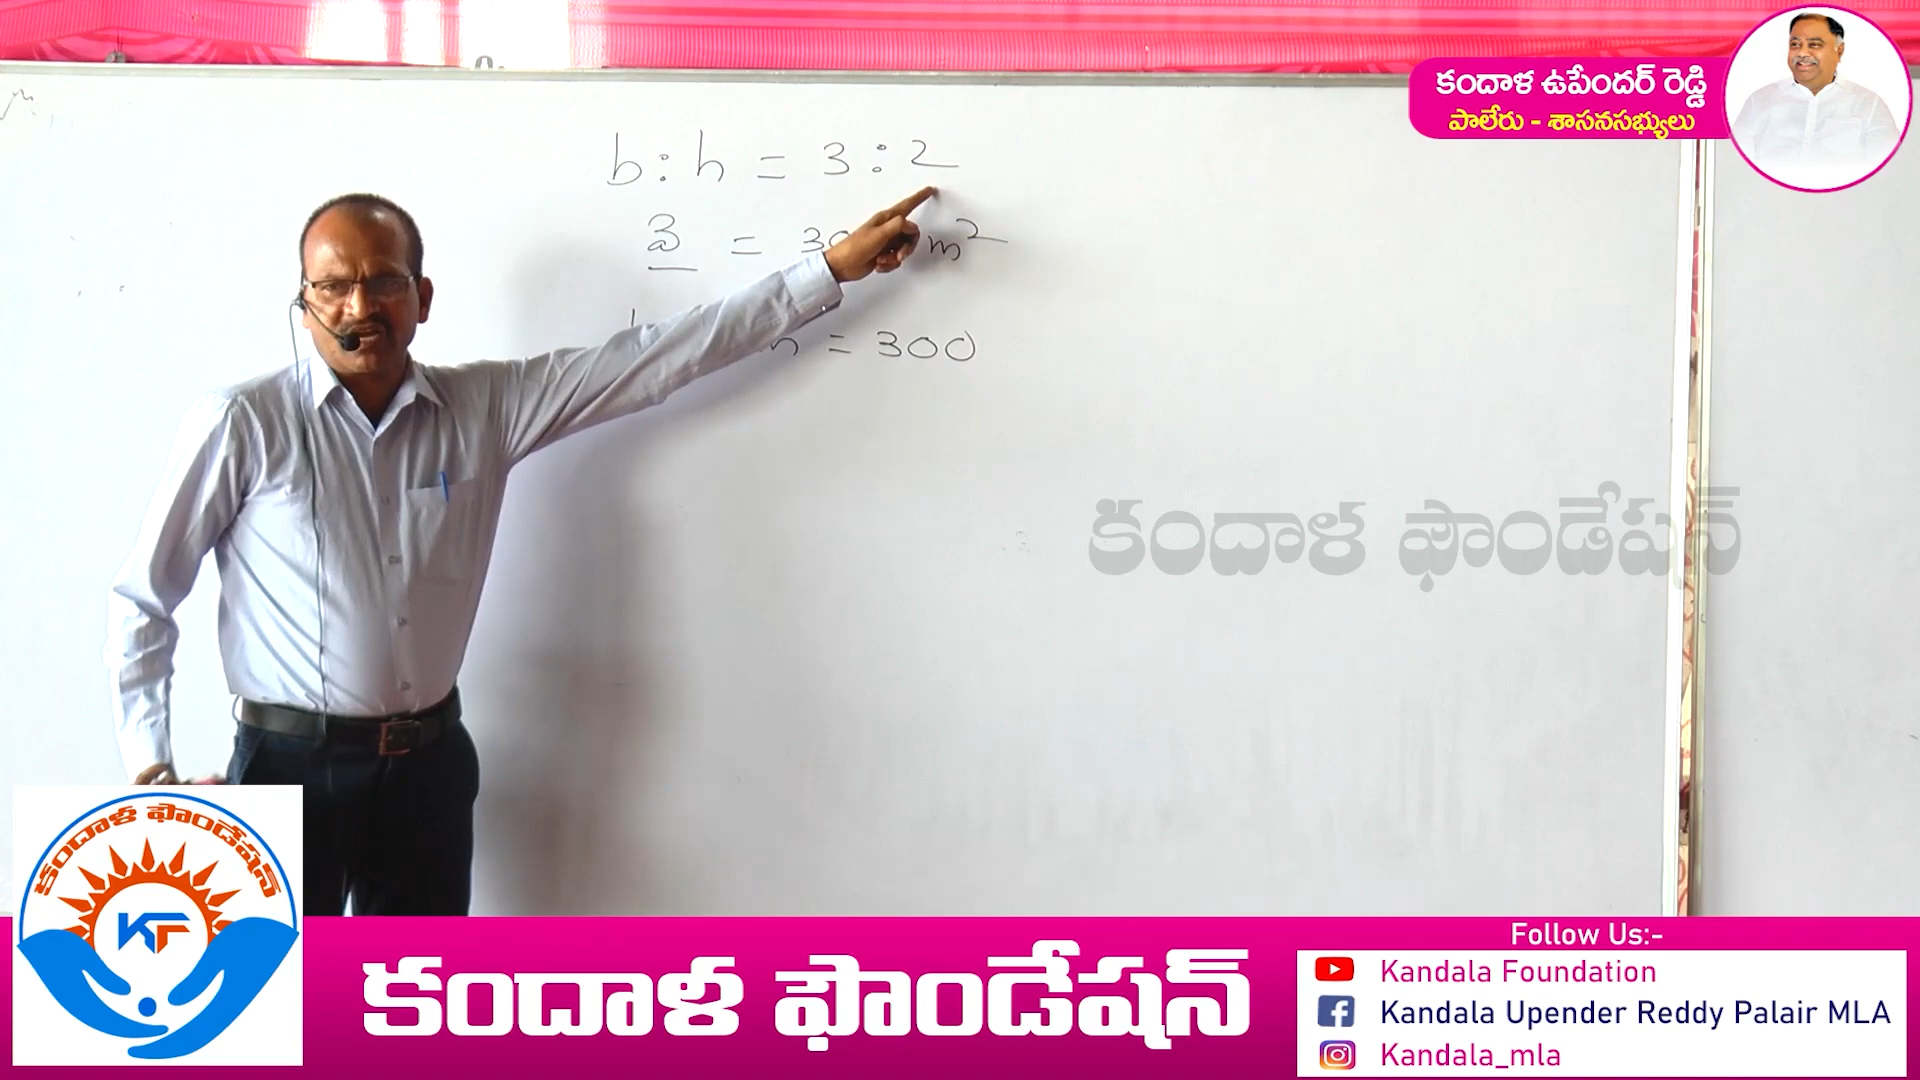 కందాళ ఉపేందర్ రెడ్డి
పాలేరు - శాసనసభ్యులు
b : h = 3 : 2
వై = 30 m²
h = 300
కందాళ ఫౌండేషన్
కందాళ ఫౌండేషన్
KF
కందాళ ఫౌండేషన్
Follow Us:-
Kandala Foundation
Kandala Upender Reddy Palair MLA
Kandala_mla